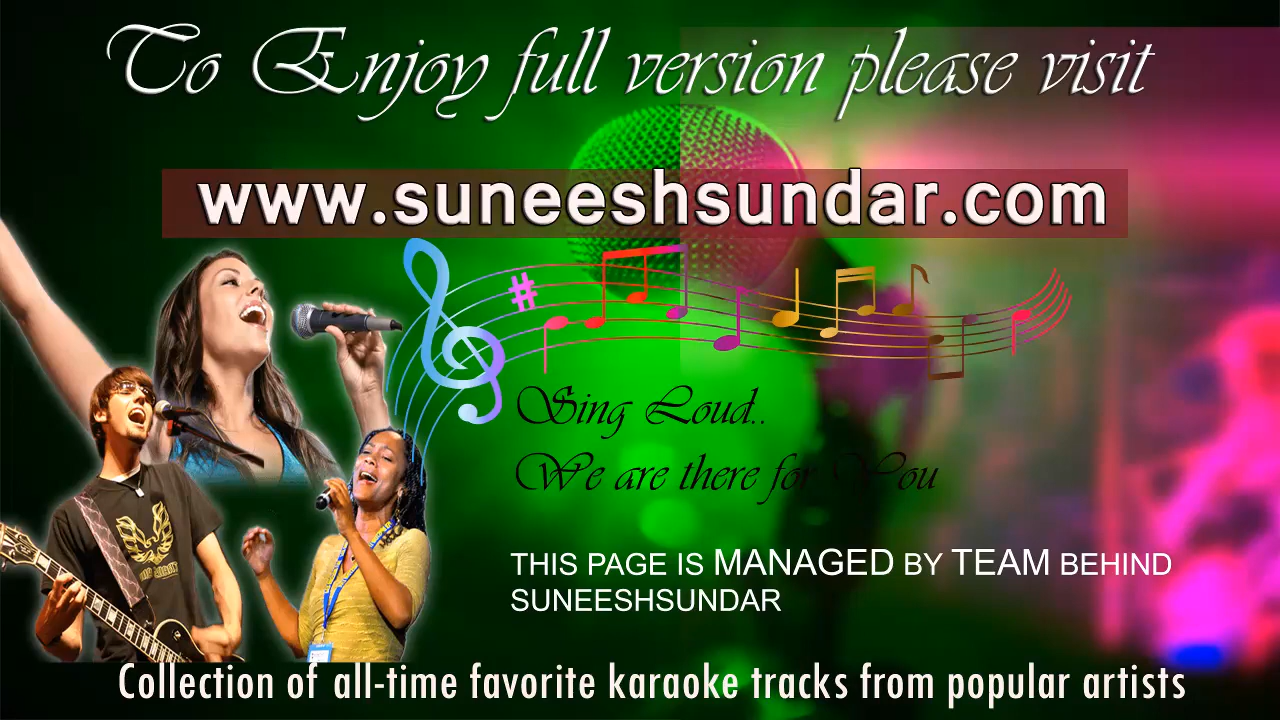 To Enjoy full version please visit
www.suneeshsundar.com
Sing Loud..
We are there for You
THIS PAGE IS MANAGED BY TEAM BEHIND
SUNEESHSUNDAR
Collection of all-time favorite karaoke tracks from popular artists